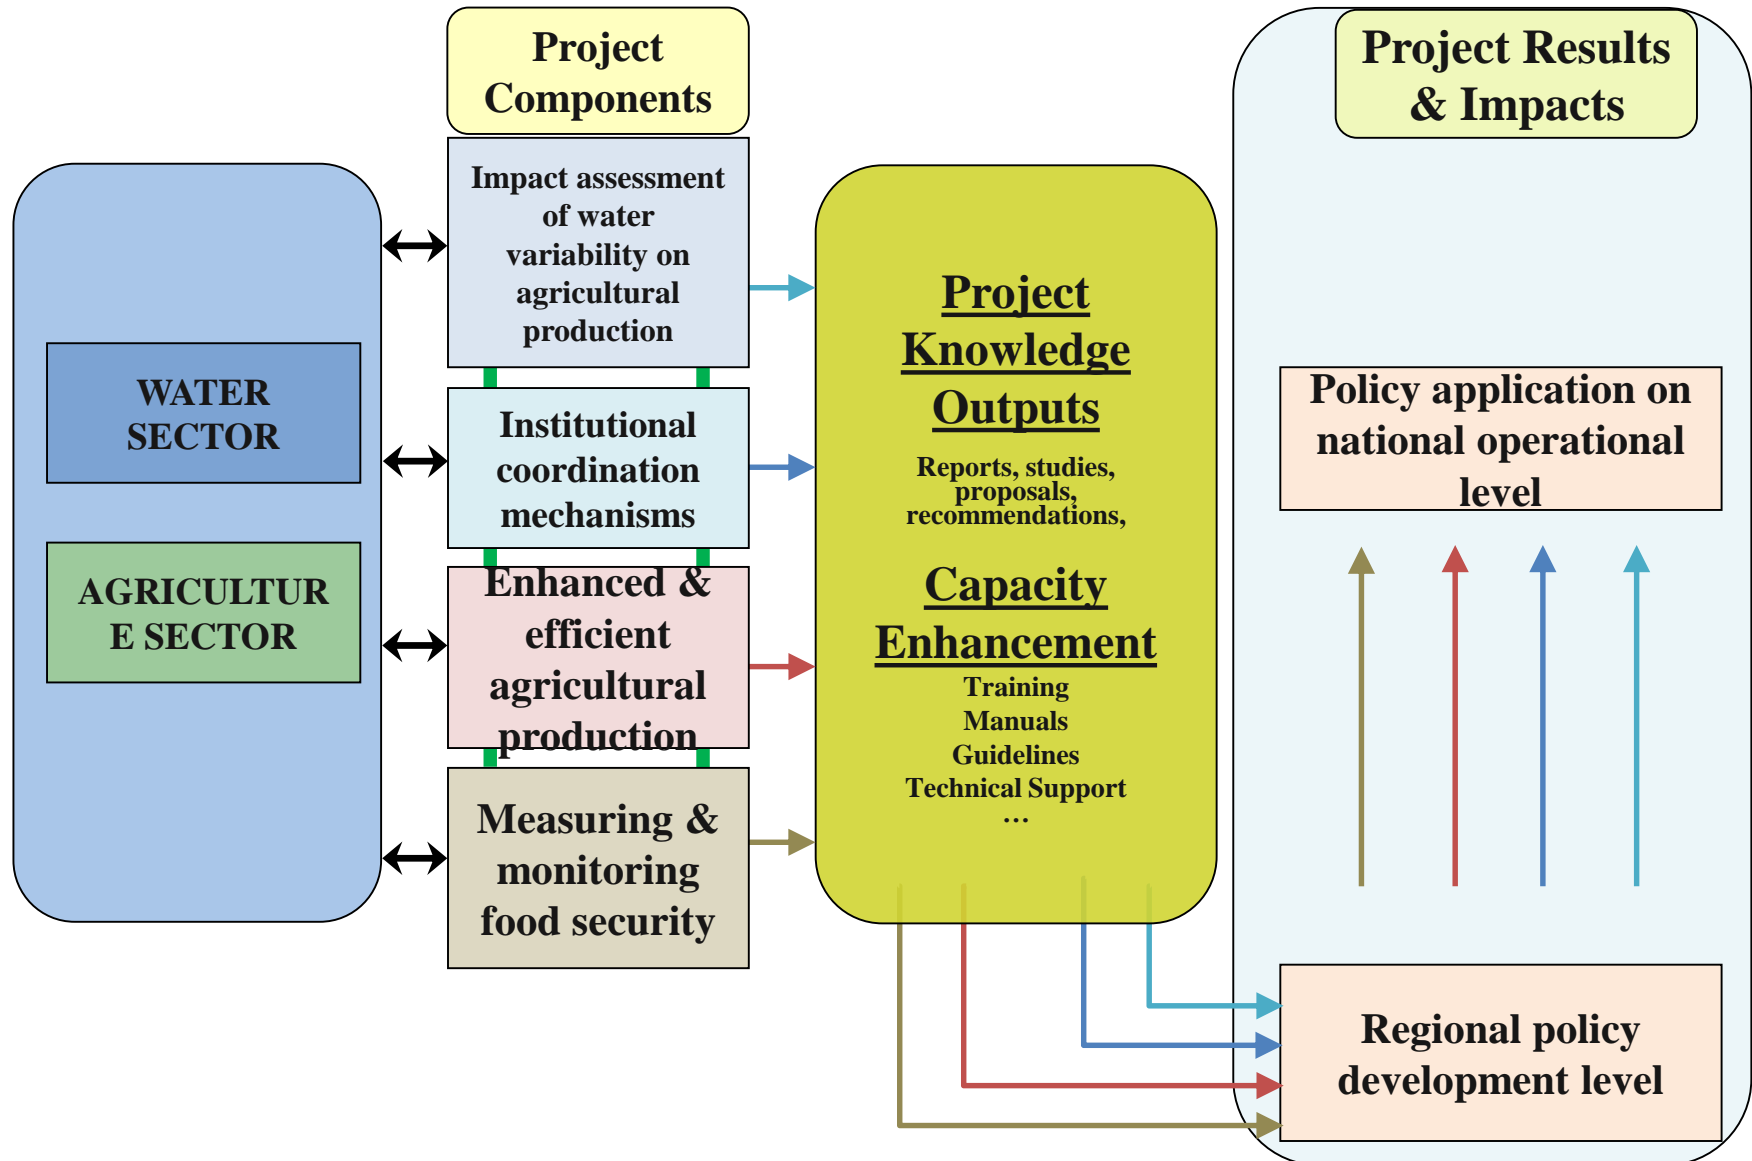 Project
Components
Project Results
& Impacts
WATER
SECTOR
AGRICULTUR
E SECTOR
Impact assessment
of water
variability on
agricultural
production
Institutional
coordination
mechanisms
Enhanced &
efficient
agricultural
production
Measuring &
monitoring
food security
Project
Knowledge
Outputs
Reports, studies,
proposals,
recommendations,
Capacity
Enhancement
Training
Manuals
Guidelines
Technical Support
…
Policy application on
national operational
level
Regional policy
development level